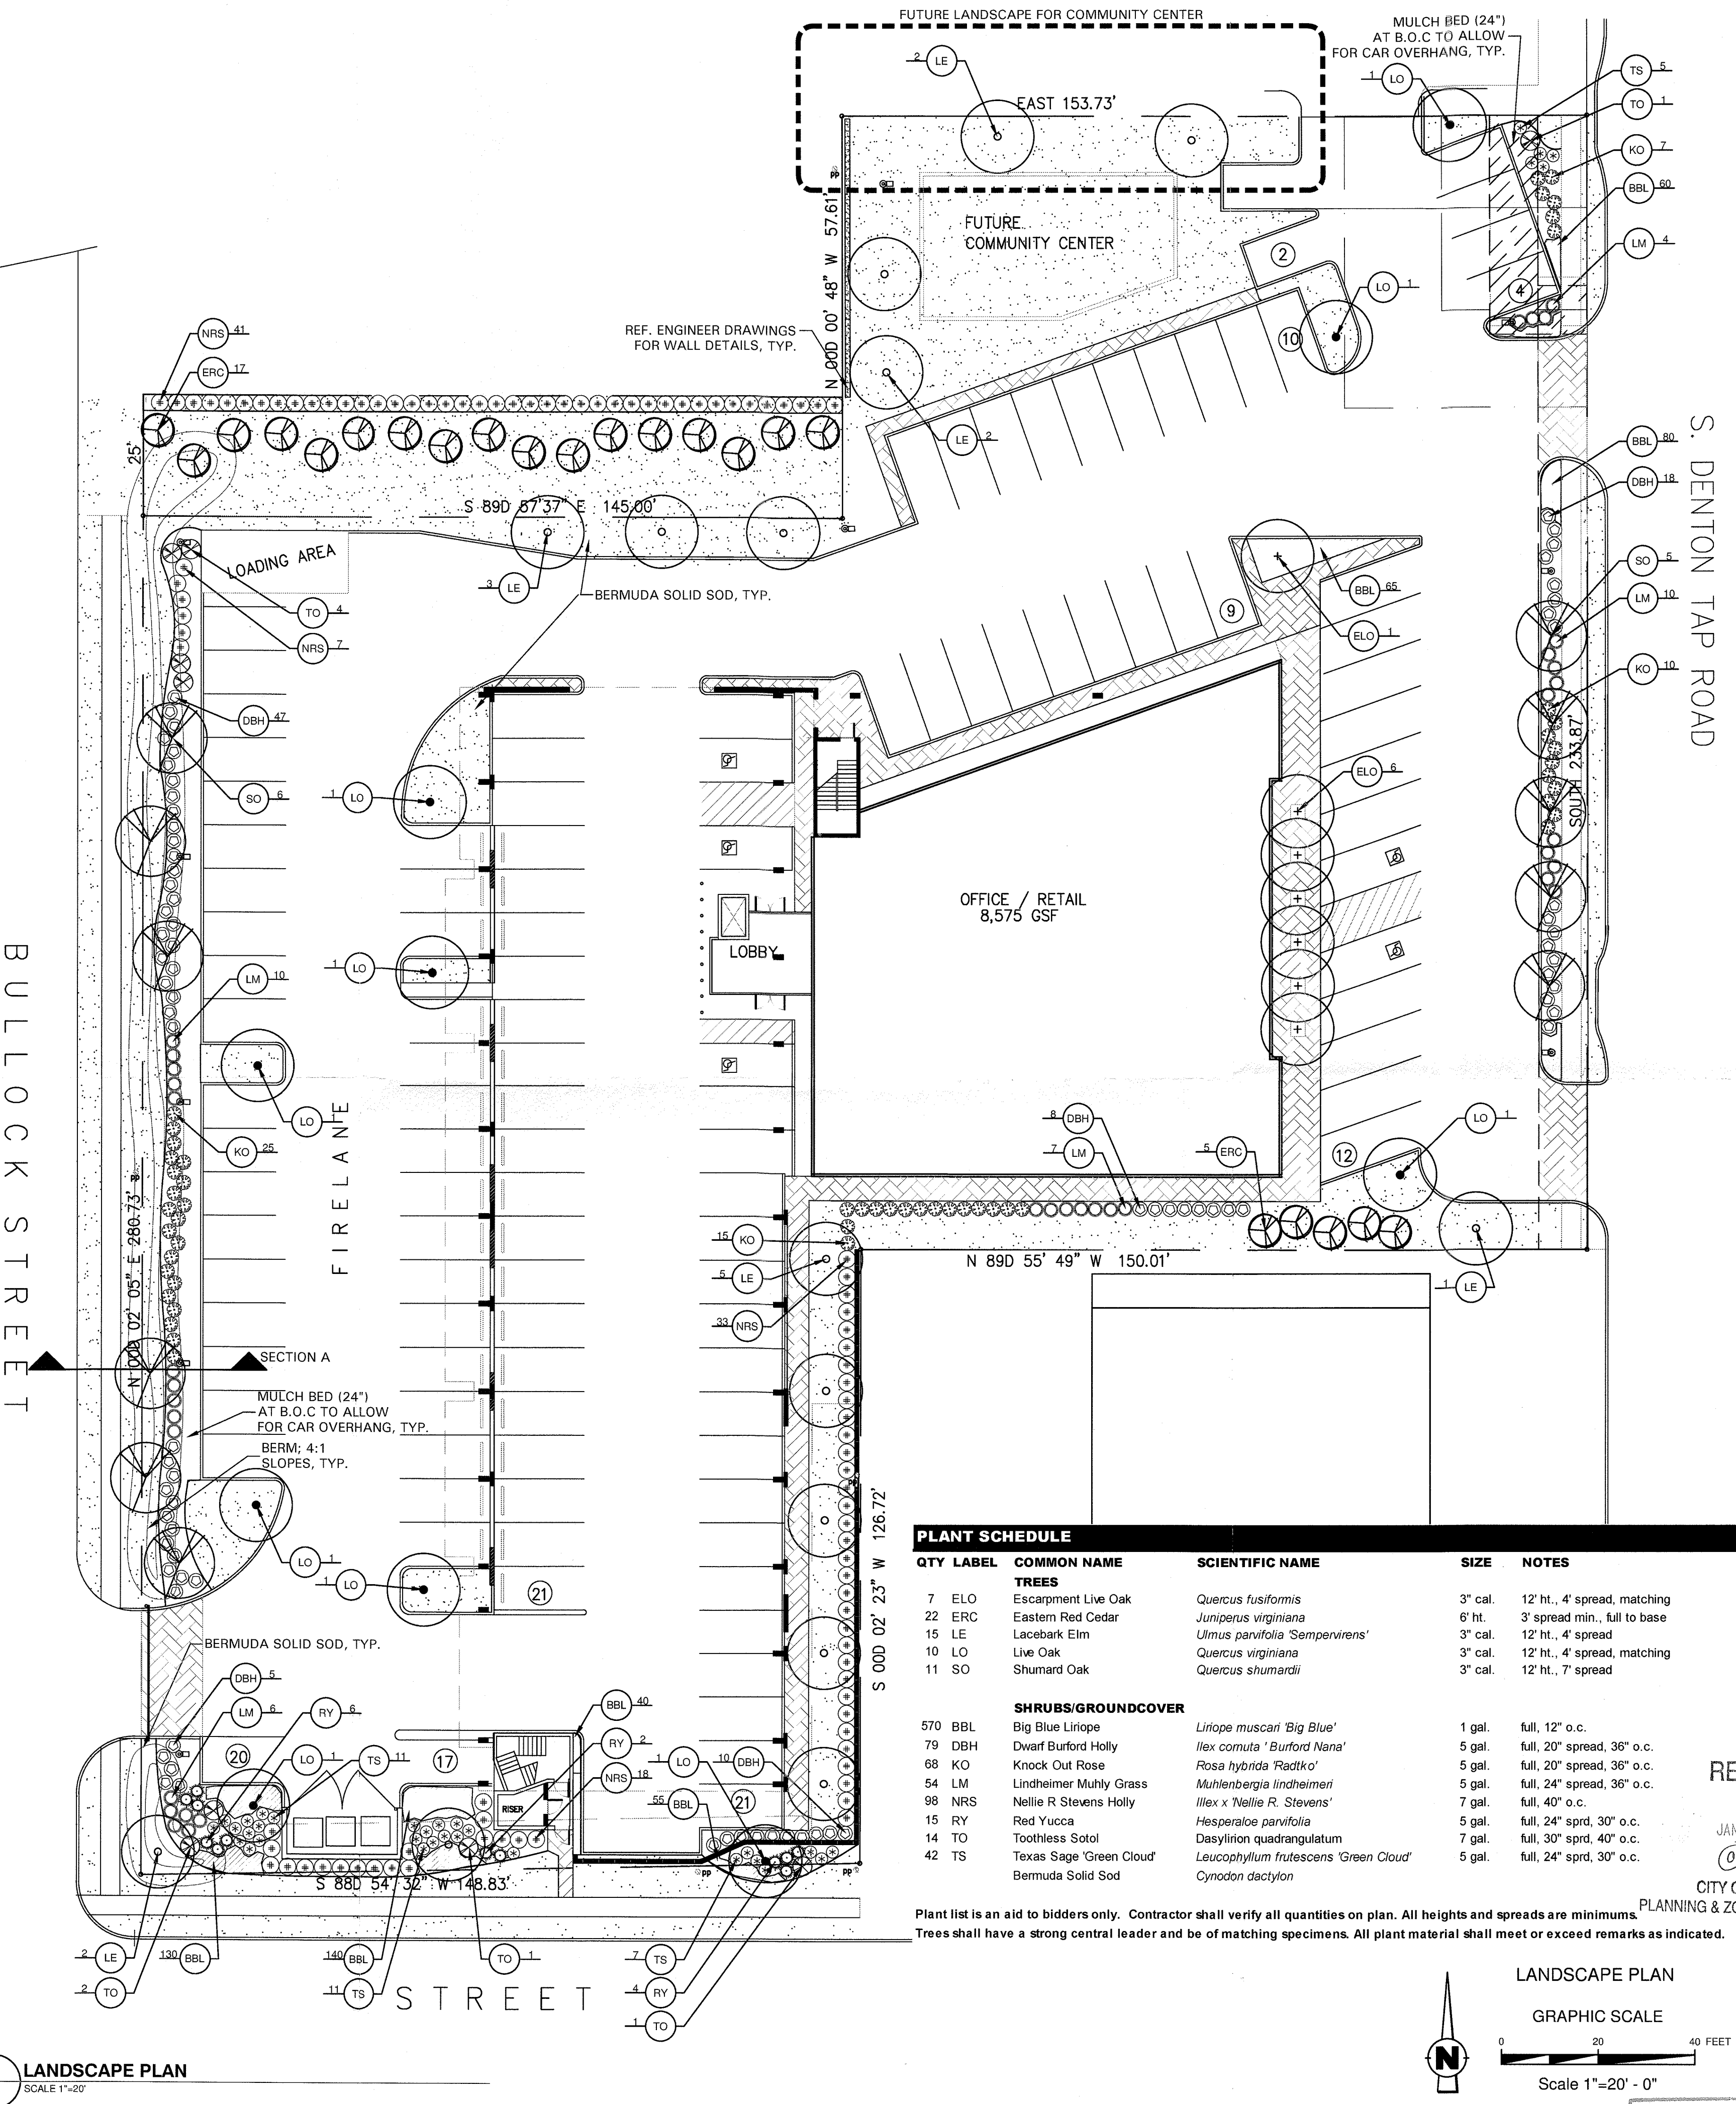 FUTURE LANDSCAPE FOR COMMUNITY CENTER
MULCH BED (24")
AT B.O.C TO ALLOW
FOR CAR OVERHANG, TYP.
2 LE
1 LO
TS 5
TO 1
KO 7
BBL 60
LM 4
EAST 153.73'
PP
N 00D 00' 48" W 57.61'
FUTURE
COMMUNITY CENTER
2
4
LO 1
10
REF. ENGINEER DRAWINGS
FOR WALL DETAILS, TYP.
NRS 41
ERC 17
25'
LE 2
S 89D 57'37" E 145.00'
LOADING AREA
3 LE
BERMUDA SOLID SOD, TYP.
TO 4
NRS 7
BBL 80
DBH 18
SO 5
LM 10
KO 10
S. DENTON TAP ROAD
SOUTH 233.87'
BBL 65
9
ELO 1
DBH 47
SO 6
1 LO
ELO 6
OFFICE / RETAIL
8,575 GSF
LOBBY
1 LO
LM 10
BULLOCK STREET
LO 1
KO 25
FIRELANE
PP
N 00D 02' 05" E 280.73'
8 DBH
7 LM
5 ERC
12
LO 1
15 KO
5 LE
33 NRS
N 89D 55' 49" W 150.01'
1 LE
SECTION A
MULCH BED (24")
AT B.O.C TO ALLOW
FOR CAR OVERHANG, TYP.
BERM; 4:1
SLOPES, TYP.
PP
S 00D 02' 23" W 126.72'
LO 1
1 LO
21
BERMUDA SOLID SOD, TYP.
DBH 5
LM 6
RY 6
20
LO 1
TS 11
17
BBL 40
RY 2
NRS 18
RISER
1 LO
10 DBH
55 BBL
21
PP
PP
S 88D 54' 32" W 148.83'
2 LE
130 BBL
2 TO
140 BBL
11 TS
TO 1
7 TS
4 RY
1 TO
STREET
PLANT SCHEDULE
QTY LABEL COMMON NAME SCIENTIFIC NAME SIZE NOTES
TREES
7 ELO Escarpment Live Oak Quercus fusiformis 3" cal. 12' ht., 4' spread, matching
22 ERC Eastern Red Cedar Juniperus virginiana 6' ht. 3' spread min., full to base
15 LE Lacebark Elm Ulmus parvifolia 'Sempervirens' 3" cal. 12' ht., 4' spread
10 LO Live Oak Quercus virginiana 3" cal. 12' ht., 4' spread, matching
11 SO Shumard Oak Quercus shumardii 3" cal. 12' ht., 7' spread
SHRUBS/GROUNDCOVER
570 BBL Big Blue Liriope Liriope muscari 'Big Blue' 1 gal. full, 12" o.c.
79 DBH Dwarf Burford Holly Ilex cornuta ' Burford Nana' 5 gal. full, 20" spread, 36" o.c.
68 KO Knock Out Rose Rosa hybrida 'Radtko' 5 gal. full, 20" spread, 36" o.c.
54 LM Lindheimer Muhly Grass Muhlenbergia lindheimeri 5 gal. full, 24" spread, 36" o.c.
98 NRS Nellie R Stevens Holly Illex x 'Nellie R. Stevens' 7 gal. full, 40" o.c.
15 RY Red Yucca Hesperaloe parvifolia 5 gal. full, 24" sprd, 30" o.c.
14 TO Toothless Sotol Dasylirion quadrangulatum 7 gal. full, 30" sprd, 40" o.c.
42 TS Texas Sage 'Green Cloud' Leucophyllum frutescens 'Green Cloud' 5 gal. full, 24" sprd, 30" o.c.
Bermuda Solid Sod Cynodon dactylon
Plant list is an aid to bidders only. Contractor shall verify all quantities on plan. All heights and spreads are minimums.
Trees shall have a strong central leader and be of matching specimens. All plant material shall meet or exceed remarks as indicated.
RE
JAN
CITY
PLANNING & ZO
LANDSCAPE PLAN
GRAPHIC SCALE
0 20 40 FEET
Scale 1"=20' - 0"
N
LANDSCAPE PLAN
SCALE 1"=20'